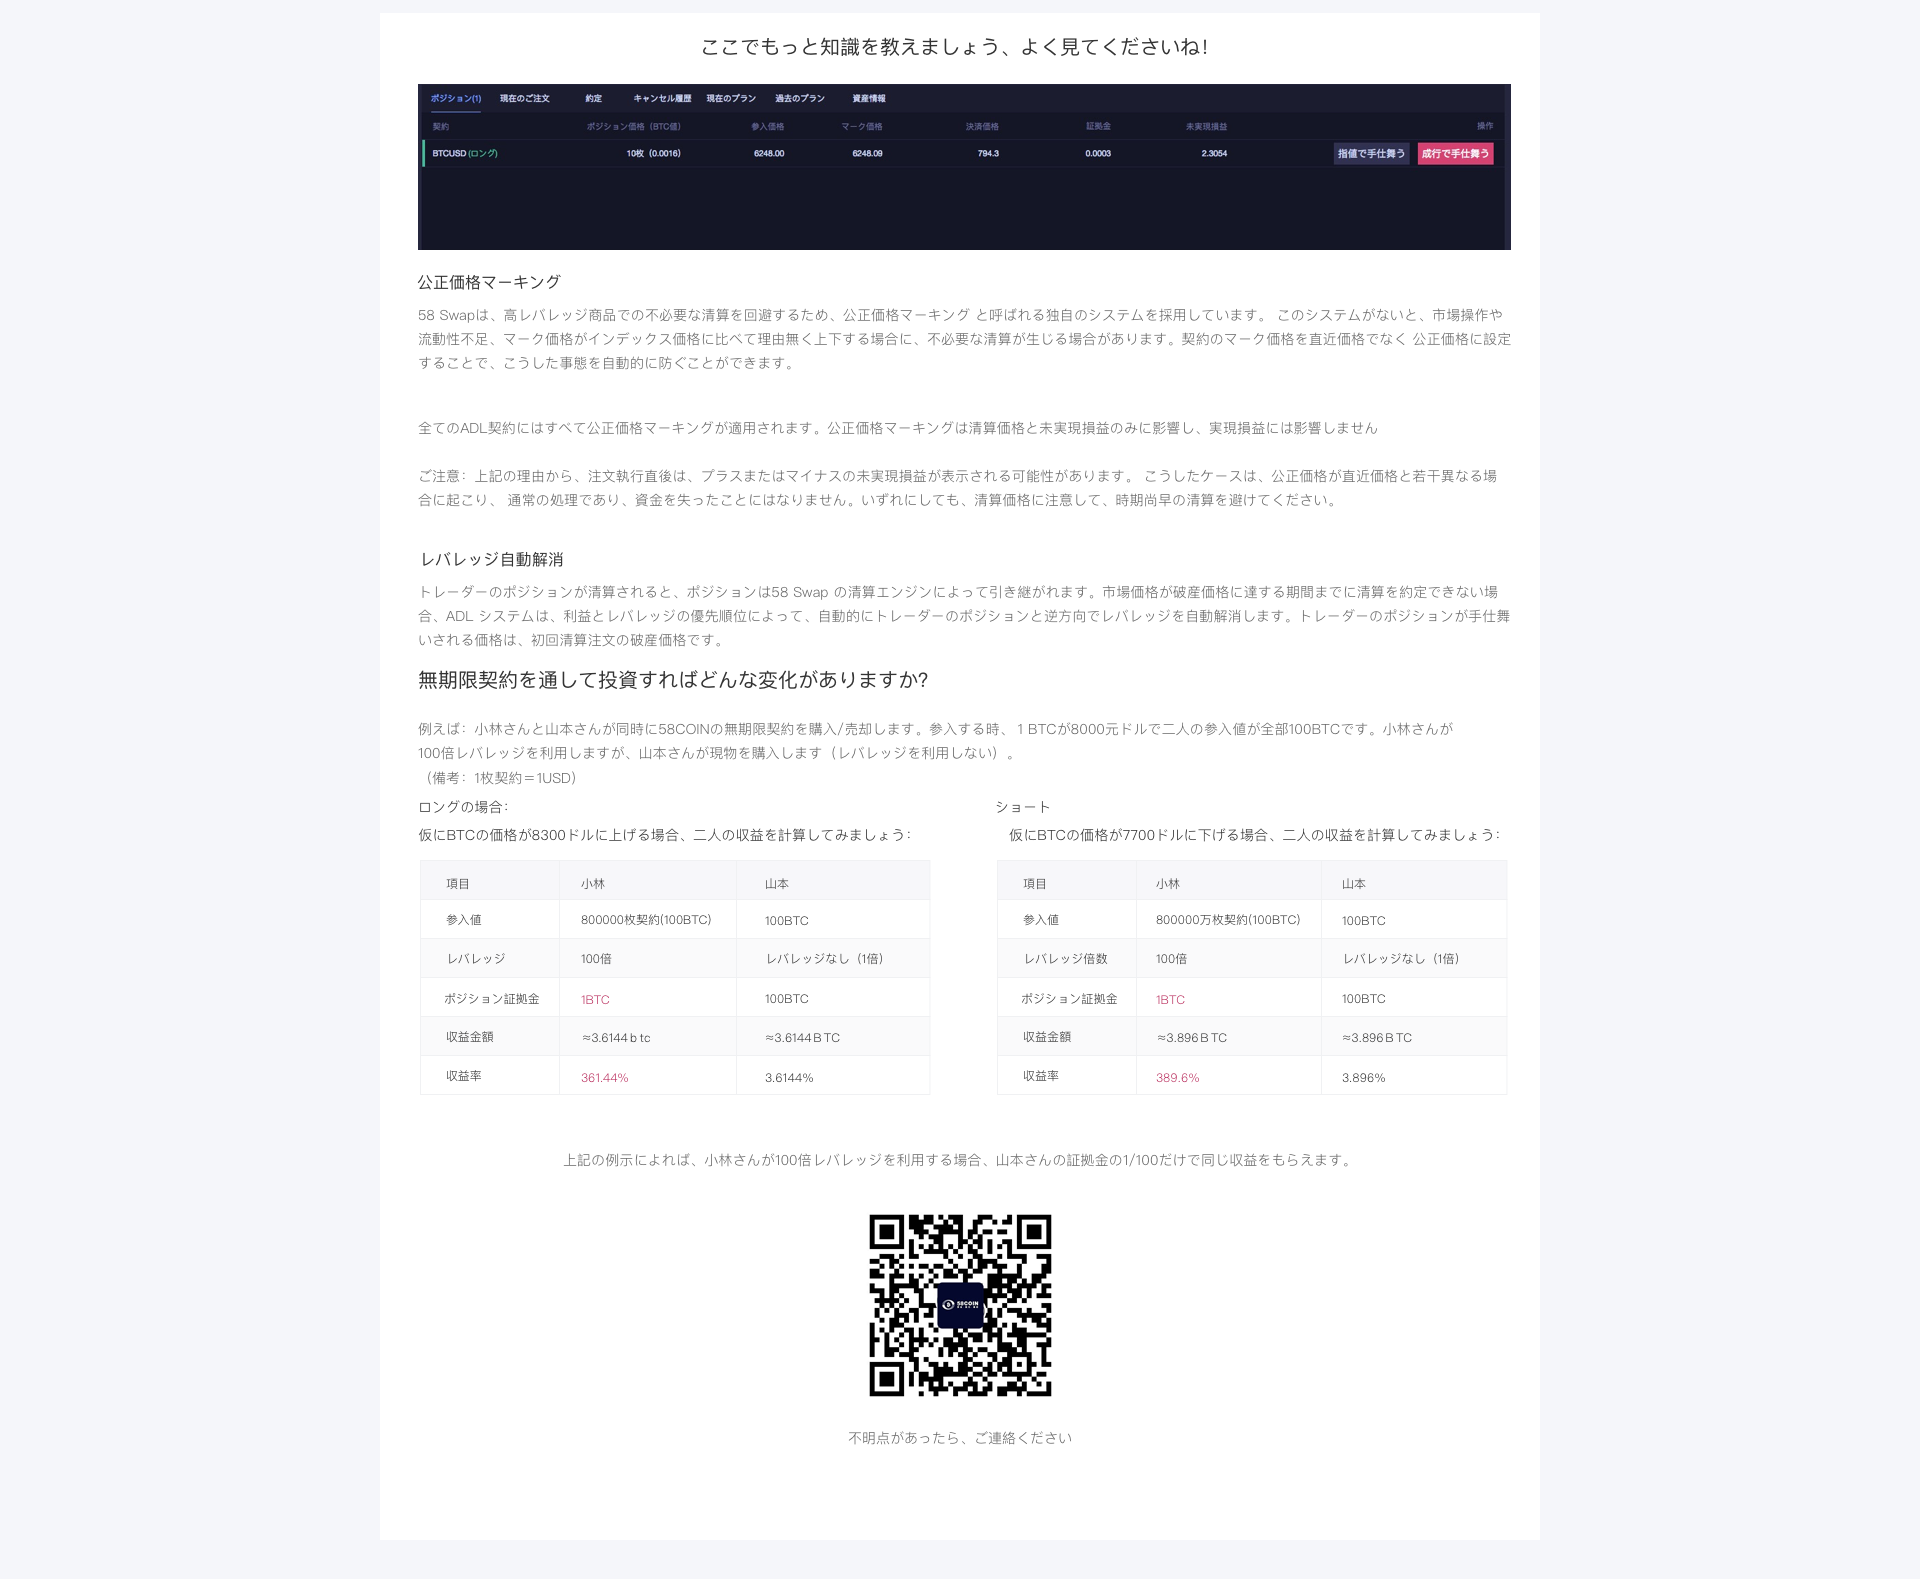 ここでもっと知識を教えましょう、よく見てくださいね!
ポジション(1) 現在のご注文 約定 キャンセル履歴 現在のプラン 過去のプラン 資産情報
契約 ポジション価格（BTC値） 参入価格 マーク価格 決済価格 証拠金 未実現損益 操作
BTCUSD (ロング) 10枚（0.0016） 6248.00 6248.09 794.3 0.0003 2.3054 指値で手仕舞う 成行で手仕舞う
公正価格マーキング
58 Swapは、高レバレッジ商品での不必要な清算を回避するため、公正価格マーキング と呼ばれる独自のシステムを採用しています。 このシステムがないと、市場操作や
流動性不足、マーク価格がインデックス価格に比べて理由無く上下する場合に、不必要な清算が生じる場合があります。契約のマーク価格を直近価格でなく 公正価格に設定
することで、こうした事態を自動的に防ぐことができます。
全てのADL契約にはすべて公正価格マーキングが適用されます。公正価格マーキングは清算価格と未実現損益のみに影響し、実現損益には影響しません
ご注意：上記の理由から、注文執行直後は、プラスまたはマイナスの未実現損益が表示される可能性があります。 こうしたケースは、公正価格が直近価格と若干異なる場
合に起こり、 通常の処理であり、資金を失ったことにはなりません。いずれにしても、清算価格に注意して、時期尚早の清算を避けてください。
レバレッジ自動解消
トレーダーのポジションが清算されると、ポジションは58 Swap の清算エンジンによって引き継がれます。市場価格が破産価格に達する期間までに清算を約定できない場
合、ADL システムは、利益とレバレッジの優先順位によって、自動的にトレーダーのポジションと逆方向でレバレッジを自動解消します。トレーダーのポジションが手仕舞
いされる価格は、初回清算注文の破産価格です。
無期限契約を通して投資すればどんな変化がありますか?
例えば：小林さんと山本さんが同時に58COINの無期限契約を購入/売却します。参入する時、１BTCが8000元ドルで二人の参入値が全部100BTCです。小林さんが
100倍レバレッジを利用しますが、山本さんが現物を購入します（レバレッジを利用しない）。
（備考：1枚契約＝1USD）
ロングの場合：
仮にBTCの価格が8300ドルに上げる場合、二人の収益を計算してみましょう：
項目 小林 山本
参入値 800000枚契約(100BTC) 100BTC
レバレッジ 100倍 レバレッジなし（1倍）
ポジション証拠金 1BTC 100BTC
収益金額 ≈3.6144ｂtc ≈3.6144ＢTC
収益率 361.44% 3.6144%
ショート
仮にBTCの価格が7700ドルに下げる場合、二人の収益を計算してみましょう：
項目 小林 山本
参入値 800000万枚契約(100BTC) 100BTC
レバレッジ倍数 100倍 レバレッジなし（1倍）
ポジション証拠金 1BTC 100BTC
収益金額 ≈3.896ＢTC ≈3.896ＢTC
収益率 389.6% 3.896%
上記の例示によれば、小林さんが100倍レバレッジを利用する場合、山本さんの証拠金の1/100だけで同じ収益をもらえます。
58COIN
不明点があったら、ご連絡ください